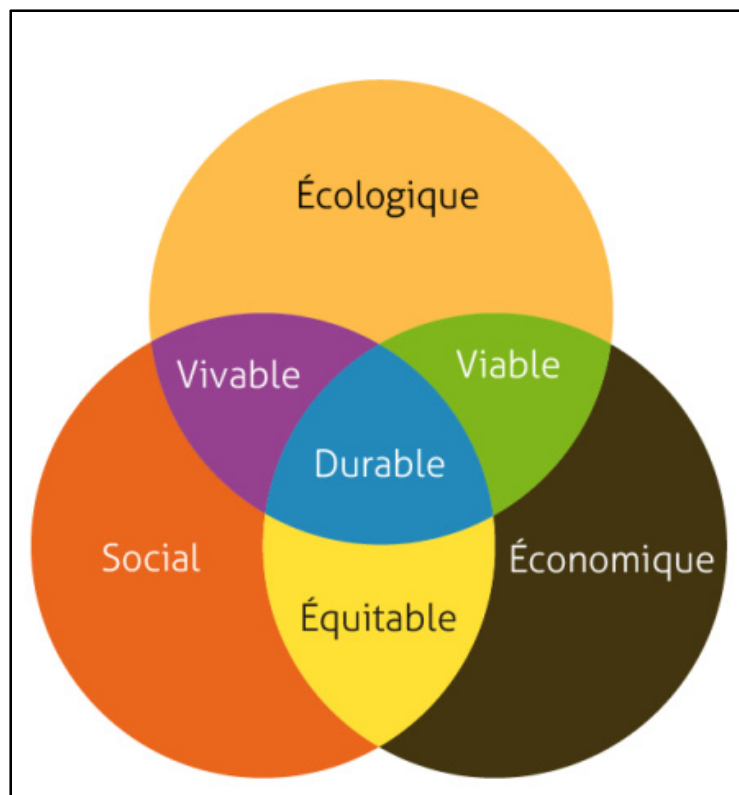 Écologique
Vivable
Viable
Durable
Social
Économique
Équitable